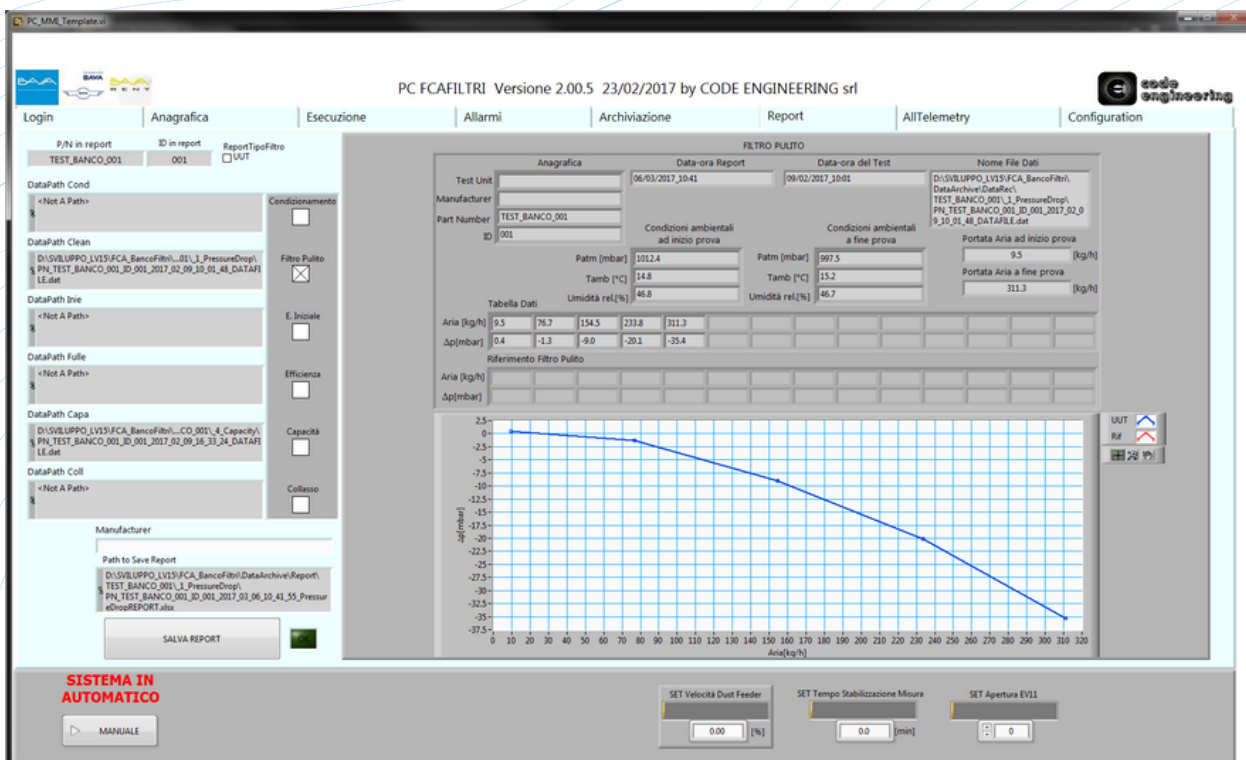 PC_MMI_Template.vi
BAVA
BAVA RENT
PC FCAFILTRI Versione 2.00.5 23/02/2017 by CODE ENGINEERING srl
code engineering
Login Anagrafica Esecuzione Allarmi Archiviazione Report AllTelemetry Configuration
P/N in report ID in report ReportTipoFiltro
TEST_BANCO_001 001 UUT
DataPath Cond
<Not A Path>
Condizionamento
DataPath Clean
D:\SVILUPPO_LV15\FCA_BancoFiltri\...01\_1_PressureDrop\
PN_TEST_BANCO_001_ID_001_2017_02_09_10_01_48_DATAFI
LE.dat
Filtro Pulito
DataPath Inie
<Not A Path>
E. Iniziale
DataPath Fulle
<Not A Path>
Efficienza
DataPath Capa
D:\SVILUPPO_LV15\FCA_BancoFiltri\...CO_001\_4_Capacity\
PN_TEST_BANCO_001_ID_001_2017_02_09_16_33_24_DATAFI
LE.dat
Capacità
DataPath Coll
<Not A Path>
Collasso
Manufacturer
Path to Save Report
D:\SVILUPPO_LV15\FCA_BancoFiltri\DataArchive\Report\
TEST_BANCO_001\_1_PressureDrop\
PN_TEST_BANCO_001_ID_001_2017_03_06_10_41_55_Pressur
eDropREPORT.xlsx
SALVA REPORT
OK
FILTRO PULITO
Anagrafica Data-ora Report Data-ora del Test Nome File Dati
Test Unit 06/03/2017_10:41 09/02/2017_10:01
D:\SVILUPPO_LV15\FCA_BancoFiltri\
DataArchive\DataRec\
TEST_BANCO_001\_1_PressureDrop\
PN_TEST_BANCO_001_ID_001_2017_02_0
9_10_01_48_DATAFILE.dat
Manufacturer
Part Number TEST_BANCO_001
ID 001
Condizioni ambientali
ad inizio prova
Condizioni ambientali
a fine prova
Portata Aria ad inizio prova
9.5 [kg/h]
Portata Aria a fine prova
311.3 [kg/h]
Patm [mbar] 1012.4 Patm [mbar] 997.5
Tamb [°C] 14.8 Tamb [°C] 15.2
Umidità rel.[%] 46.8 Umidità rel.[%] 46.7
Tabella Dati
Aria [kg/h] 9.5 76.7 154.5 233.8 311.3
Δp[mbar] 0.4 -1.3 -9.0 -20.1 -35.4
Riferimento Filtro Pulito
Aria [kg/h]
Δp[mbar]
2.5
0
-2.5
-5
-7.5
-10
-12.5
-15
-17.5
-20
-22.5
-25
-27.5
-30
-32.5
-35
-37.5
Δp[mbar]
0 10 20 30 40 50 60 70 80 90 100 110 120 130 140 150 160 170 180 190 200 210 220 230 240 250 260 270 280 290 300 310 320
Aria[kg/h]
UUT
Rif
SISTEMA IN
AUTOMATICO
MANUALE
SET Velocità Dust Feeder SET Tempo Stabilizzazione Misura SET Apertura EV11
0.00 [%] 0.0 [min] 0